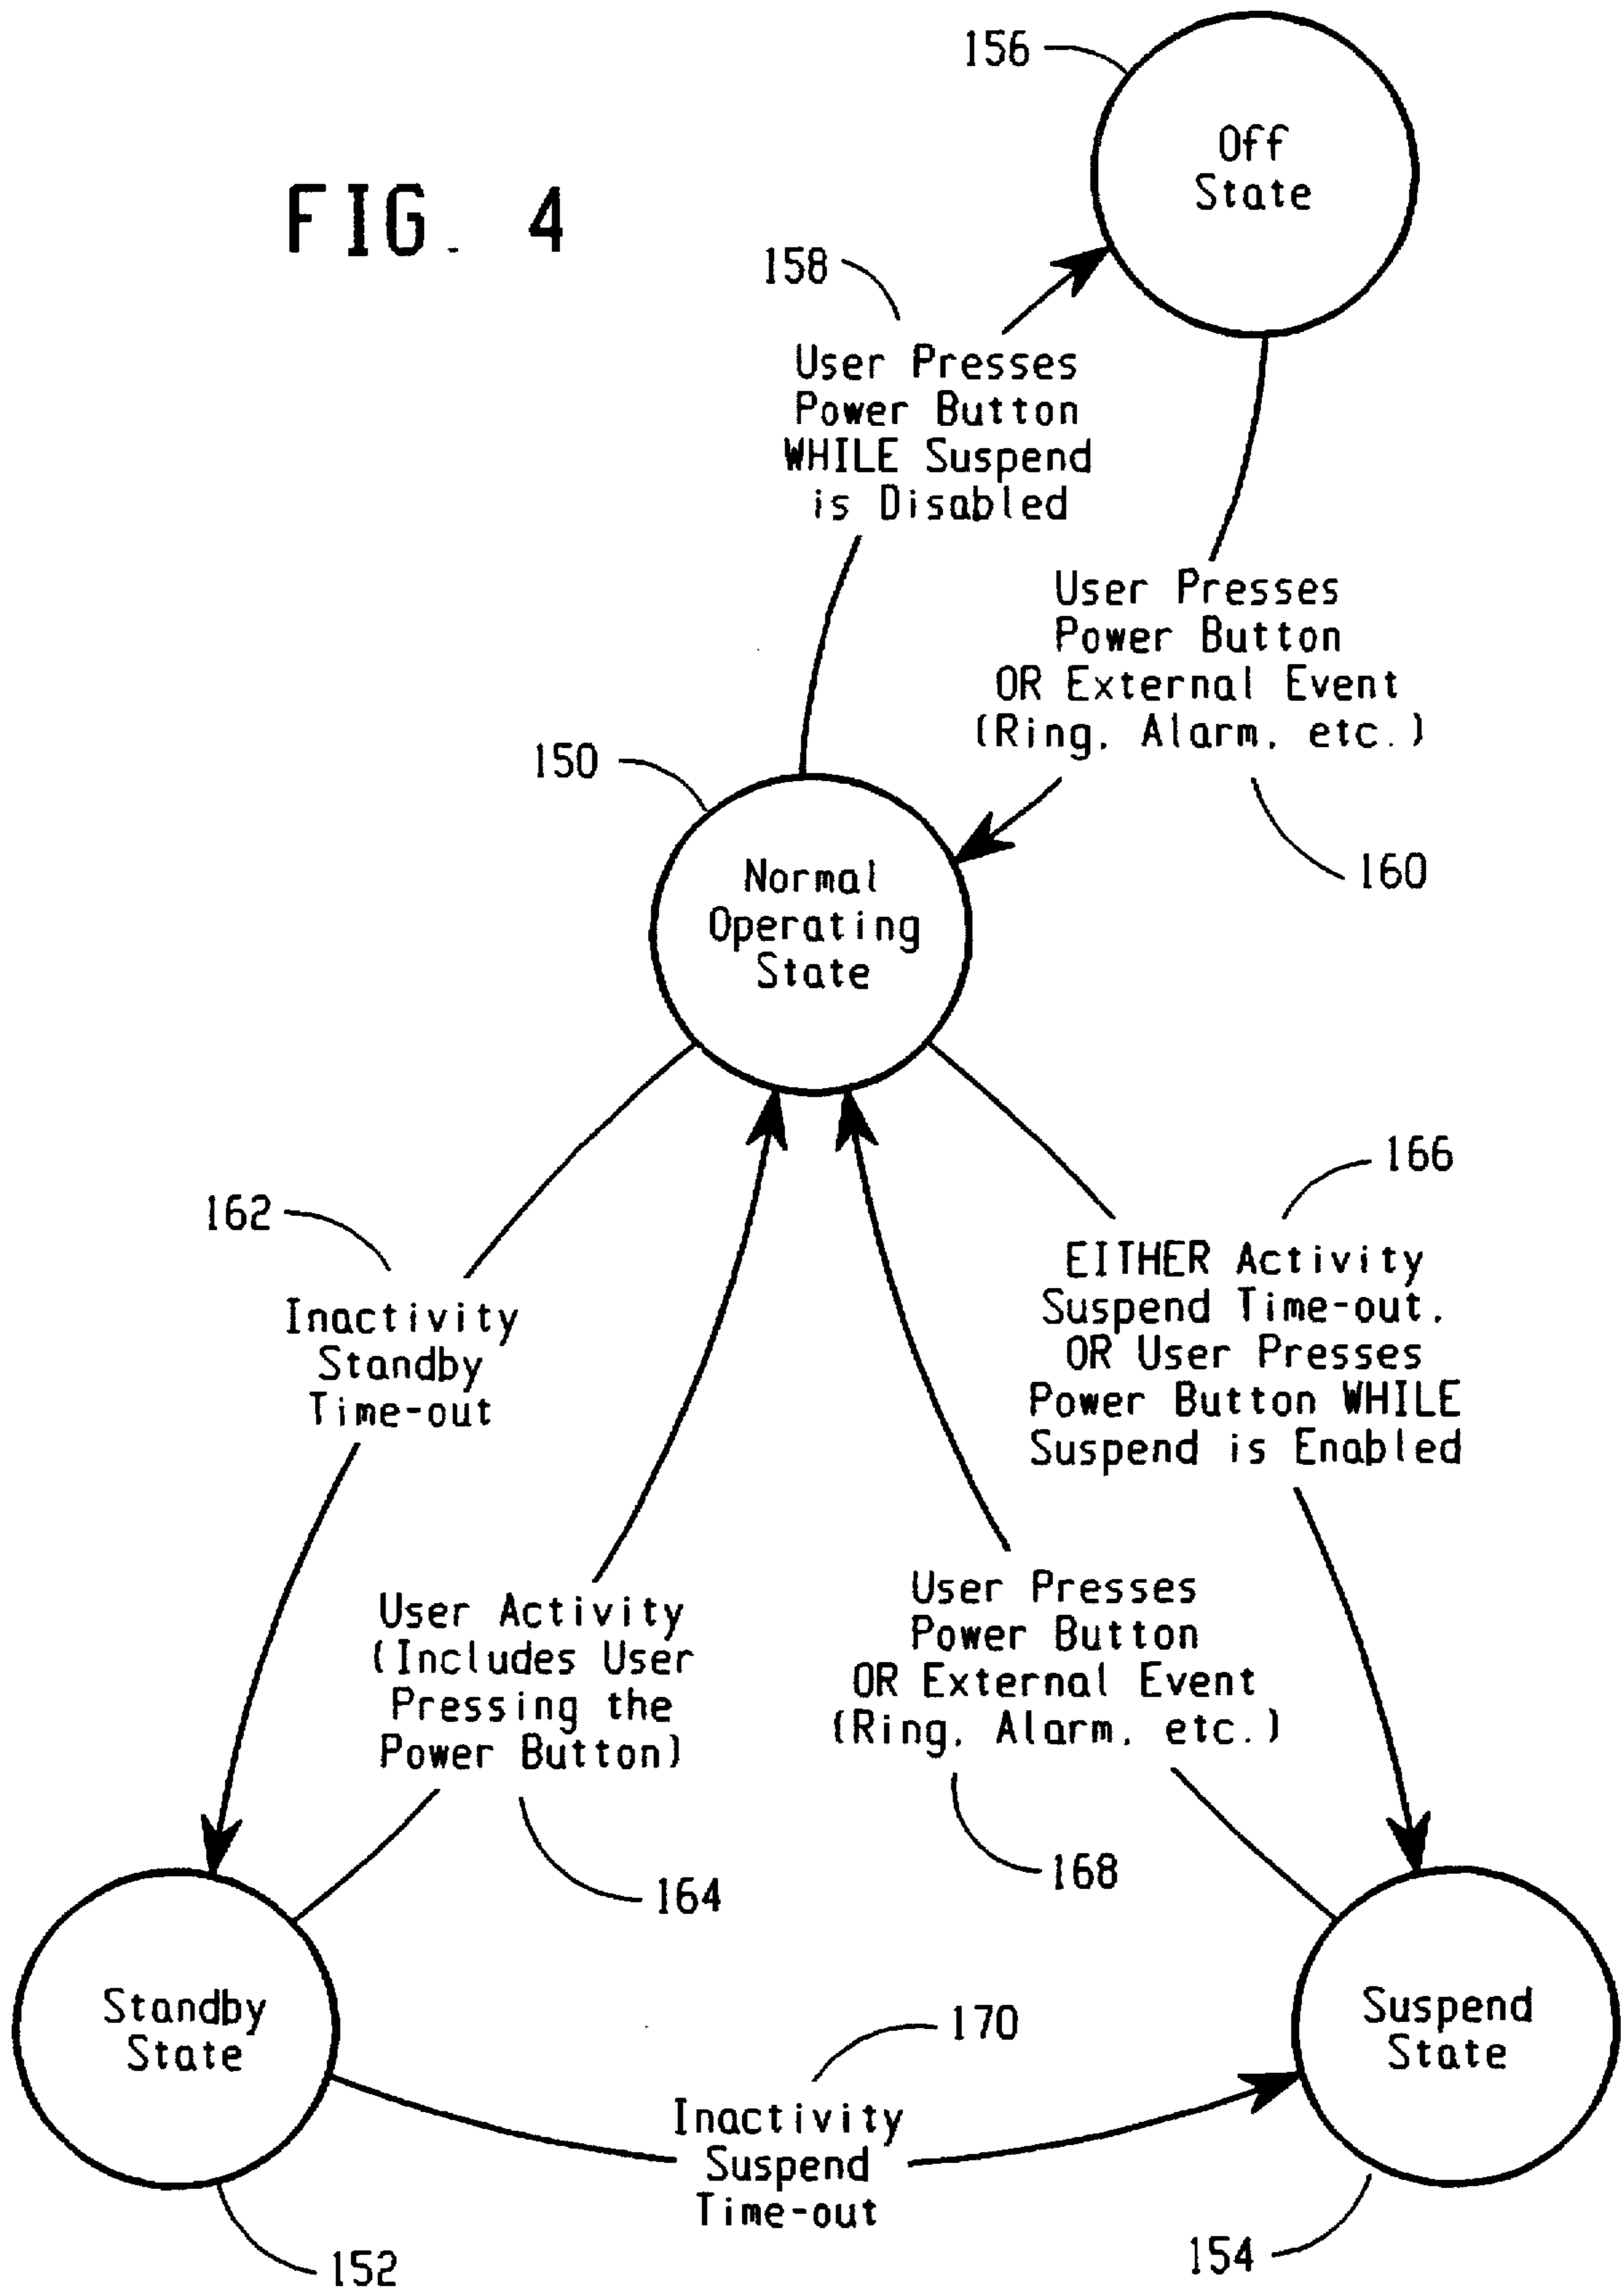 156
Off
State
FIG. 4
158
User Presses
Power Button
WHILE Suspend
is Disabled
User Presses
Power Button
OR External Event
(Ring, Alarm, etc.)
160
150
Normal
Operating
State
162
Inactivity
Standby
Time-out
166
EITHER Activity
Suspend Time-out,
OR User Presses
Power Button WHILE
Suspend is Enabled
User Activity
(Includes User
Pressing the
Power Button)
164
User Presses
Power Button
OR External Event
(Ring, Alarm, etc.)
168
Standby
State
152
170
Inactivity
Suspend
Time-out
Suspend
State
154